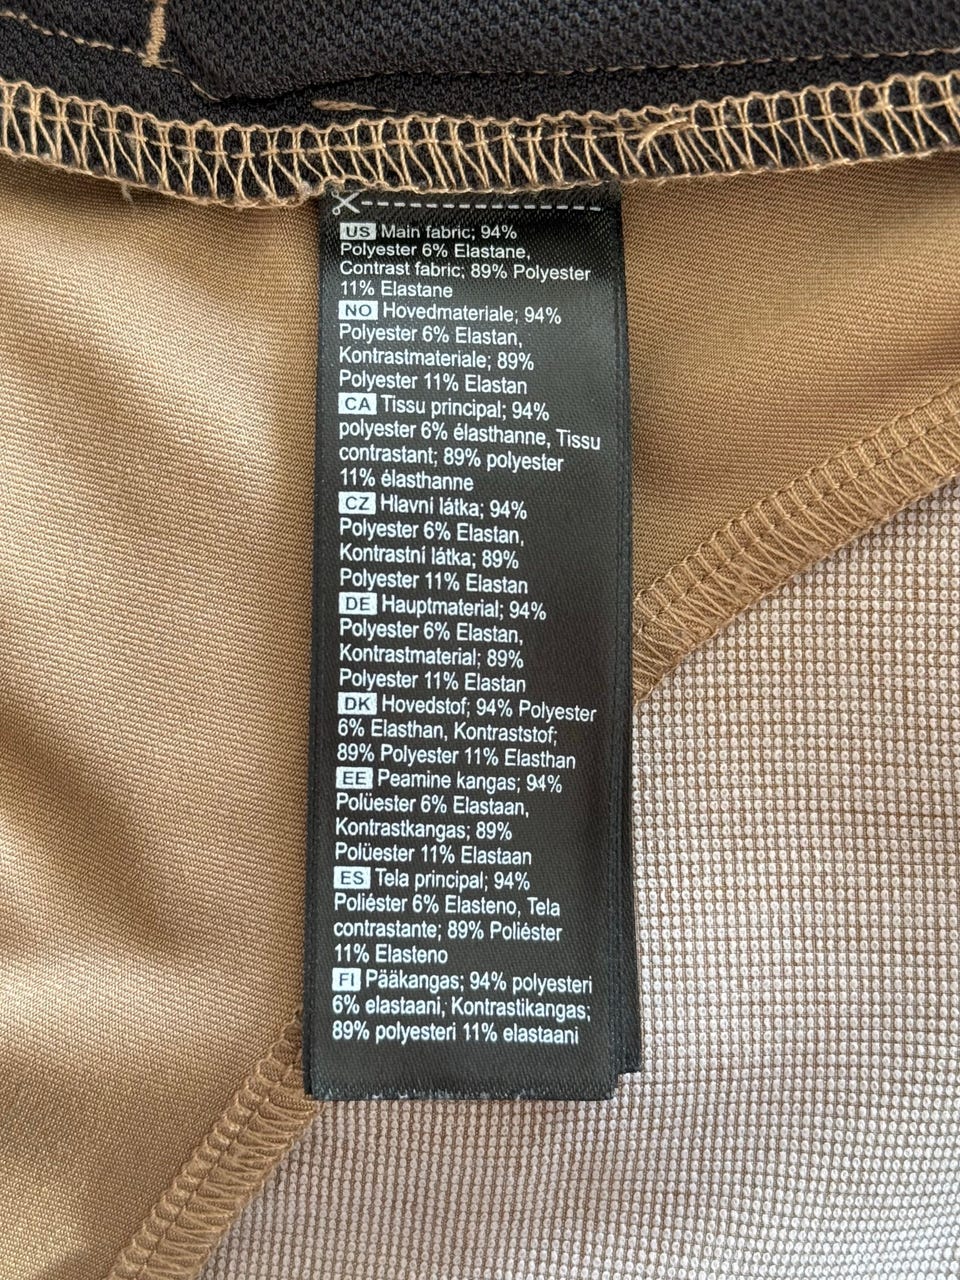 US Main fabric; 94%
Polyester 6% Elastane,
Contrast fabric; 89% Polyester
11% Elastane
NO Hovedmateriale; 94%
Polyester 6% Elastan,
Kontrastmateriale; 89%
Polyester 11% Elastan
CA Tissu principal; 94%
polyester 6% élasthanne, Tissu
contrastant; 89% polyester
11% élasthanne
CZ Hlavní látka; 94%
Polyester 6% Elastan,
Kontrastní látka; 89%
Polyester 11% Elastan
DE Hauptmaterial; 94%
Polyester 6% Elastan,
Kontrastmaterial; 89%
Polyester 11% Elastan
DK Hovedstof; 94% Polyester
6% Elasthan, Kontraststof;
89% Polyester 11% Elasthan
EE Peamine kangas; 94%
Polüester 6% Elastaan,
Kontrastkangas; 89%
Polüester 11% Elastaan
ES Tela principal; 94%
Poliéster 6% Elasteno, Tela
contrastante; 89% Poliéster
11% Elasteno
FI Pääkangas; 94% polyesteri
6% elastaani, Kontrastikangas;
89% polyesteri 11% elastaani